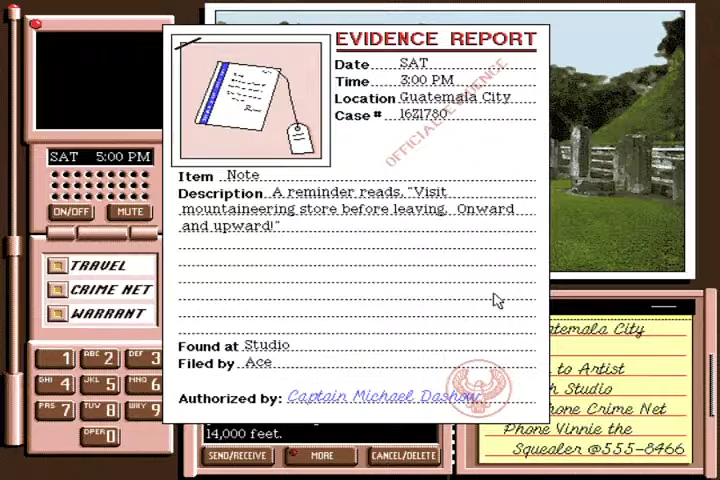 EVIDENCE REPORT
Date SAT
Time 3:00 PM
Location Guatemala City
Case # 16Z1780
OFFICIAL EVIDENCE
Item Note
Description A reminder reads, "Visit
mountaineering store before leaving. Onward
and upward!"
Found at Studio
Filed by Ace
Authorized by: Captain Michael Dashow
SAT 5:00 PM
ON/OFF
MUTE
TRAVEL
CRIME NET
WARRANT
1
ABC 2
DEF 3
GHI 4
JKL 5
MNO 6
PRS 7
TUV 8
WXY 9
OPER 0
14,000 feet.
SEND/RECEIVE
MORE
CANCEL/DELETE
temala City
to Artist
h Studio
hone Crime Net
Phone Vinnie the
Squealer @555-8466